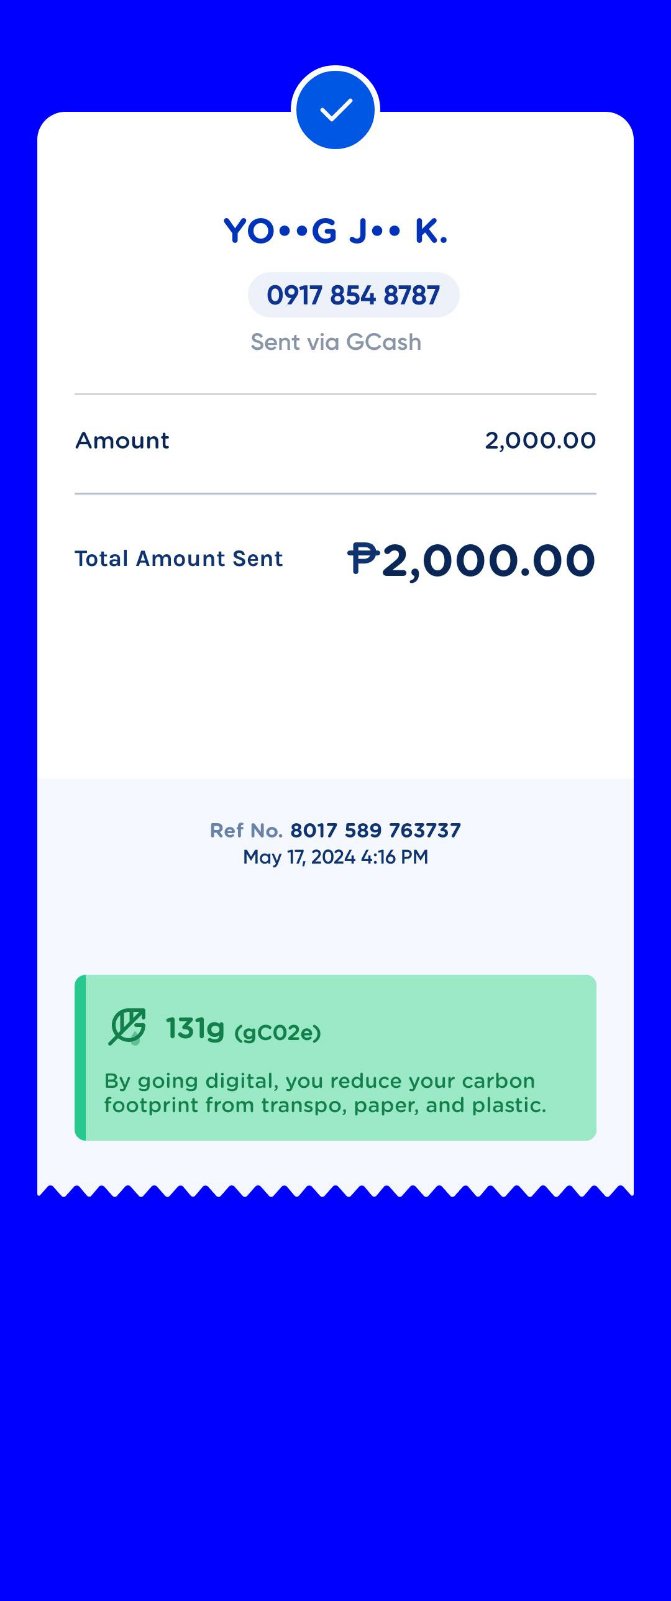 YO••G J•• K.
0917 854 8787
Sent via GCash
Amount 2,000.00
Total Amount Sent ₱2,000.00
Ref No. 8017 589 763737
May 17, 2024 4:16 PM
131g (gC02e)
By going digital, you reduce your carbon
footprint from transpo, paper, and plastic.